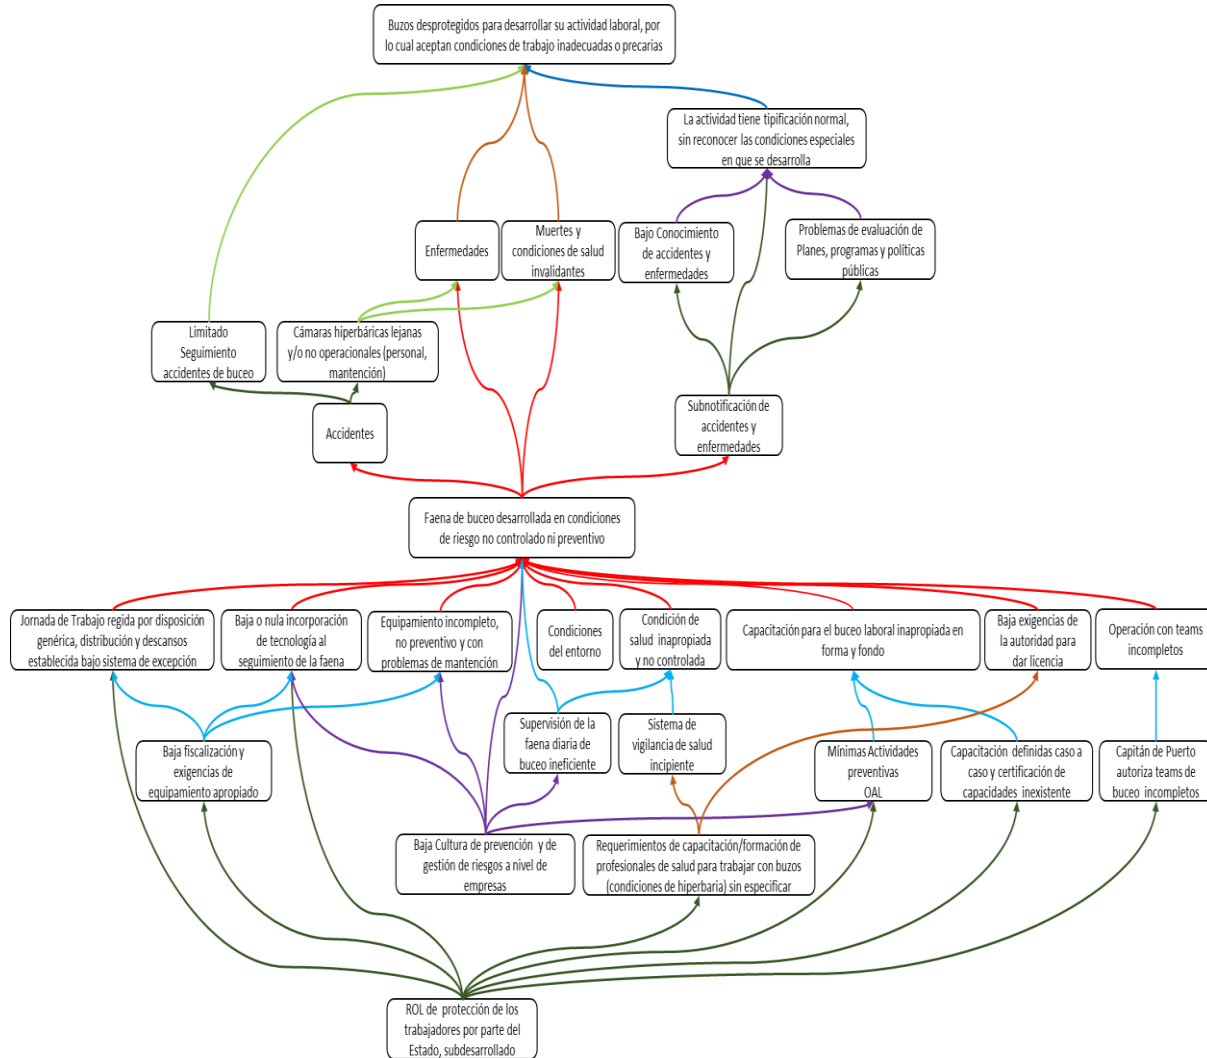 Buzos desprotegidos para desarrollar su actividad laboral, por
lo cual aceptan condiciones de trabajo inadecuadas o precarias
La actividad tiene tipificación normal,
sin reconocer las condiciones especiales
en que se desarrolla
Enfermedades
Muertes y
condiciones de salud
invalidantes
Bajo Conocimiento
de accidentes y
enfermedades
Problemas de evaluación de
Planes, programas y políticas
públicas
Limitado
Seguimiento
accidentes de buceo
Cámaras hiperbáricas lejanas
y/o no operacionales (personal,
mantención)
Accidentes
Subnotificación de
accidentes y
enfermedades
Faena de buceo desarrollada en condiciones
de riesgo no controlado ni preventivo
Jornada de Trabajo regida por disposición
genérica, distribución y descansos
establecida bajo sistema de excepción
Baja o nula incorporación
de tecnología al
seguimiento de la faena
Equipamiento incompleto,
no preventivo y con
problemas de mantención
Condiciones
del entorno
Condición de
salud inapropiada
y no controlada
Capacitación para el buceo laboral inapropiada en
forma y fondo
Baja exigencias de
la autoridad para
dar licencia
Operación con teams
incompletos
Baja fiscalización y
exigencias de
equipamiento apropiado
Supervisión de la
faena diaria de
buceo ineficiente
Sistema de
vigilancia de salud
incipiente
Mínimas Actividades
preventivas
OAL
Capacitación definidas caso a
caso y certificación de
capacidades inexistente
Capitán de Puerto
autoriza teams de
buceo incompletos
Baja Cultura de prevención y de
gestión de riesgos a nivel de
empresas
Requerimientos de capacitación/formación de
profesionales de salud para trabajar con buzos
(condiciones de hiperbaria) sin especificar
ROL de protección de los
trabajadores por parte del
Estado, subdesarrollado